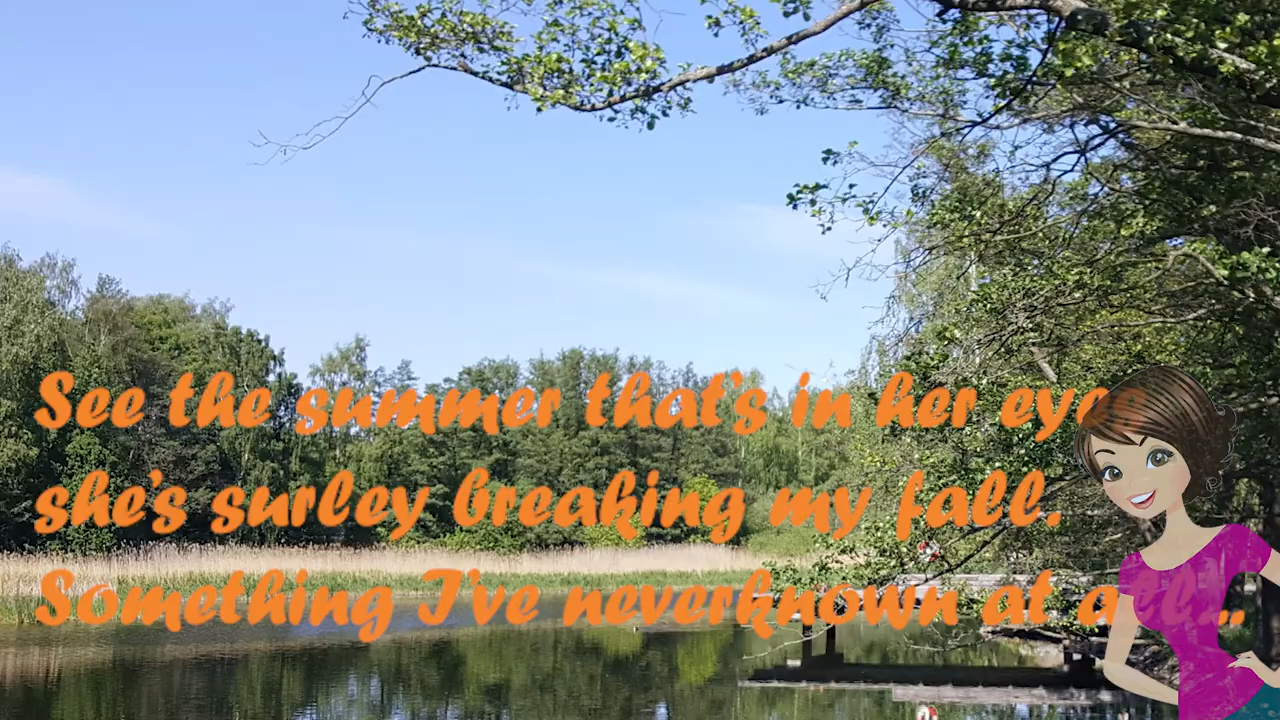 See the summer that's in her eyes
she's surley breaking my fall.
Something I've neverknown at all...